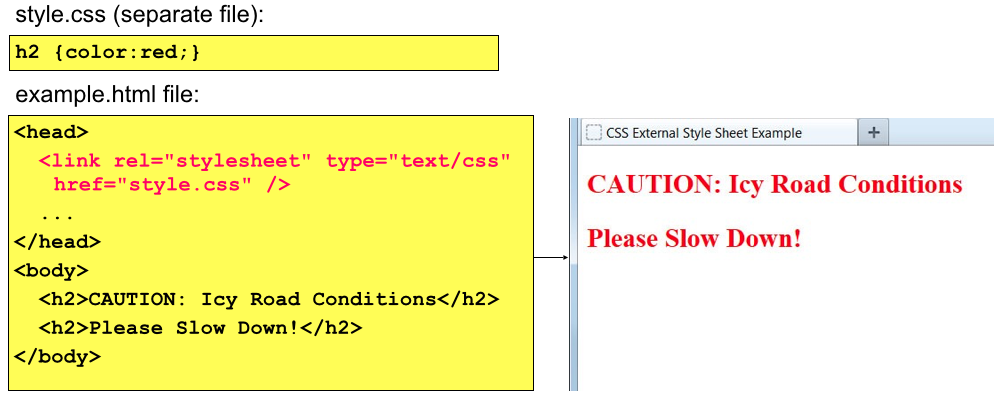 style.css (separate file):
h2 {color:red;}
example.html file:
<head>
<link rel="stylesheet" type="text/css"
href="style.css" />
...
</head>
<body>
<h2>CAUTION: Icy Road Conditions</h2>
<h2>Please Slow Down!</h2>
</body>
CSS External Style Sheet Example
+
CAUTION: Icy Road Conditions
Please Slow Down!